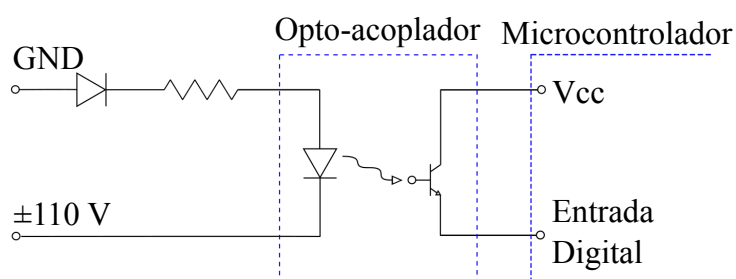 Opto-acoplador
Microcontrolador
GND
Vcc
±110 V
Entrada
Digital